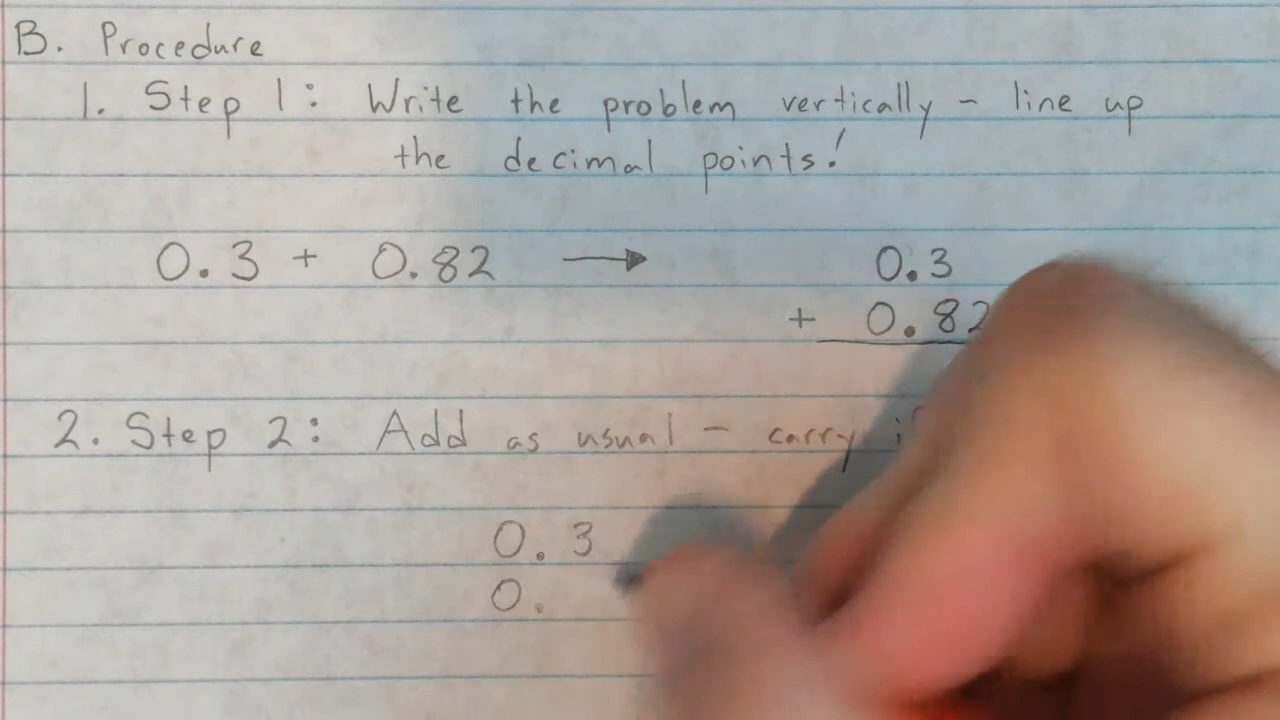 B. Procedure
1. Step 1: Write the problem vertically - line up
the decimal points!
0.3 + 0.82 → 0.3
+ 0.82
2. Step 2: Add as usual - carry
0.3
0.